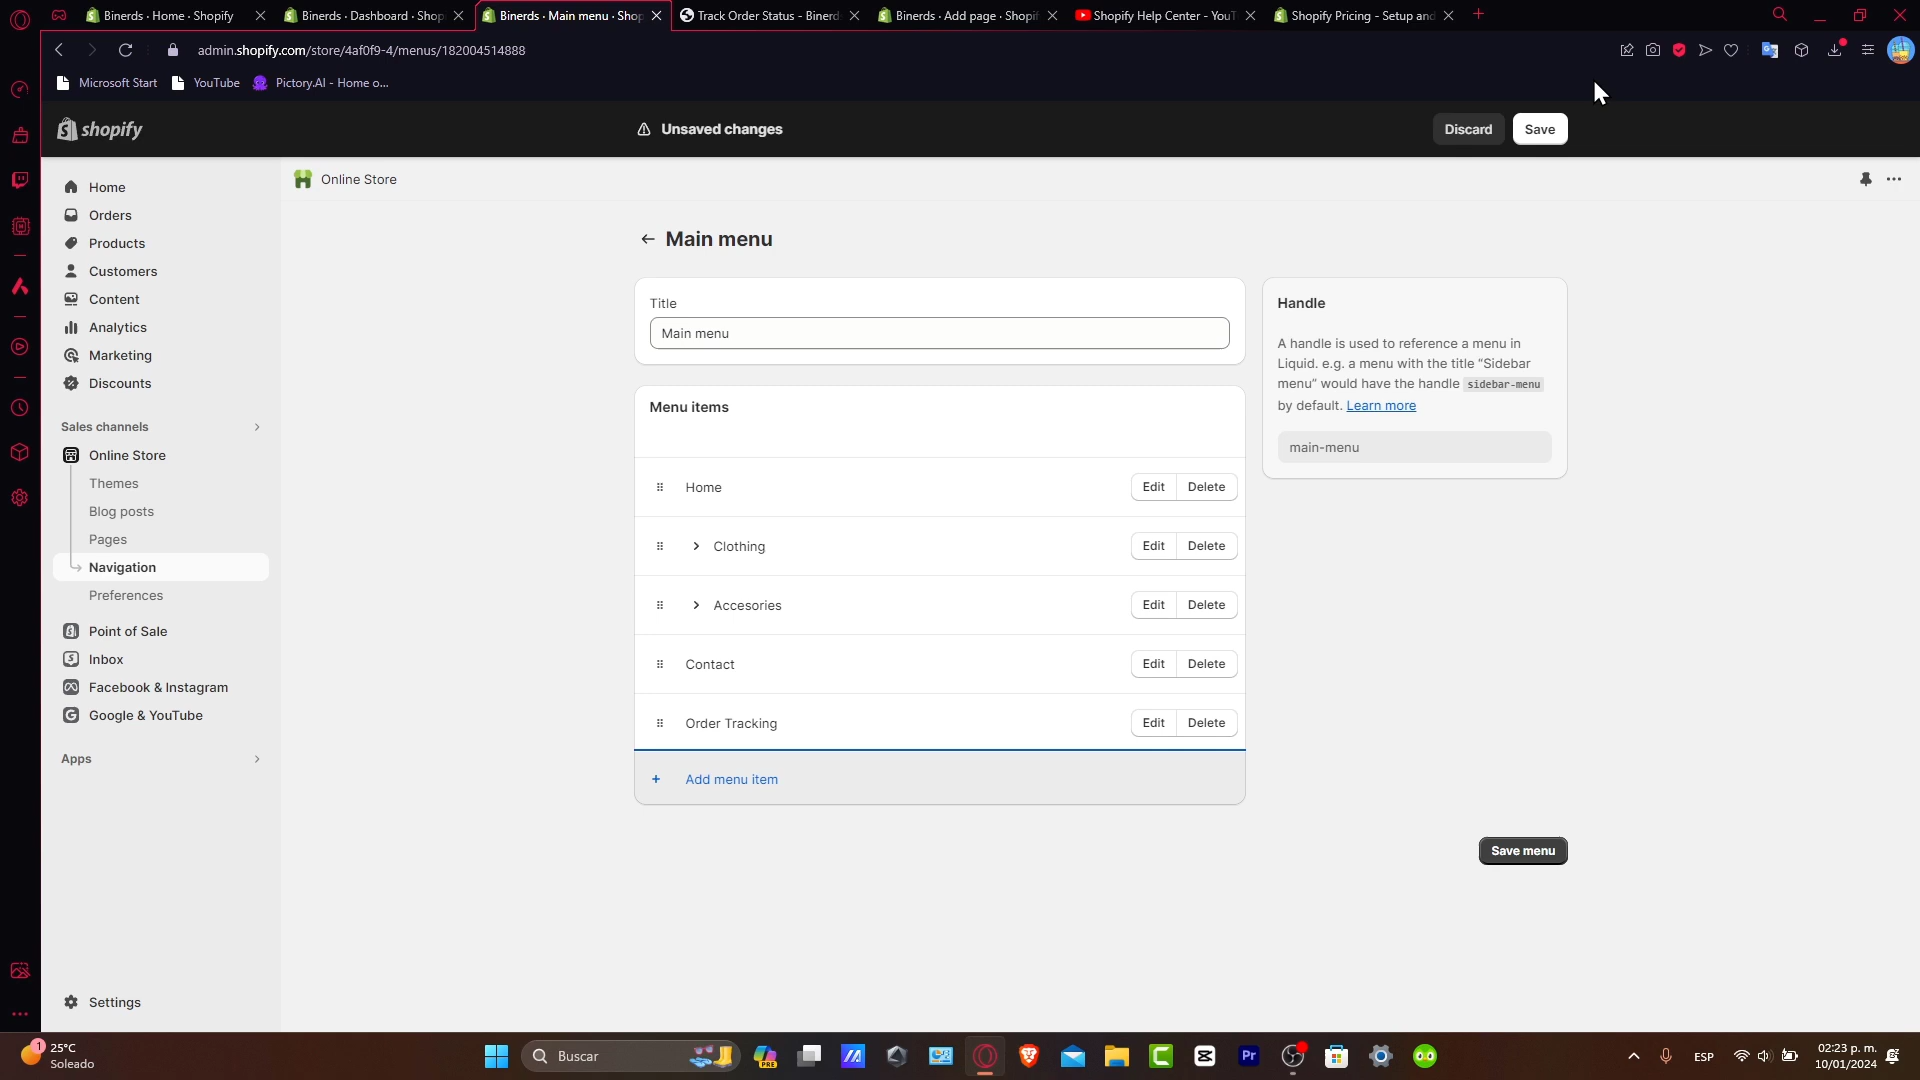 Binerds · Home · Shopify
Binerds · Dashboard · Shop
Binerds · Main menu · Shop
Track Order Status - Binerd
Binerds · Add page · Shopif
Shopify Help Center - YouT
Shopify Pricing - Setup and
admin.shopify.com/store/4af0f9-4/menus/182004514888
Microsoft Start
YouTube
Pictory.AI - Home o...
shopify
Unsaved changes
Discard
Save
Home
Orders
Products
Customers
Content
Analytics
Marketing
Discounts
Sales channels
Online Store
Themes
Blog posts
Pages
Navigation
Preferences
Point of Sale
Inbox
Facebook & Instagram
Google & YouTube
Apps
Settings
Online Store
Main menu
Title
Main menu
Menu items
Home
Edit
Delete
Clothing
Edit
Delete
Accesories
Edit
Delete
Contact
Edit
Delete
Order Tracking
Edit
Delete
+ Add menu item
Handle
A handle is used to reference a menu in
Liquid. e.g. a menu with the title “Sidebar
menu” would have the handle sidebar-menu
by default. Learn more
main-menu
Save menu
1
25°C
Soleado
Buscar
PRE
Pr
ESP
02:23 p. m.
10/01/2024